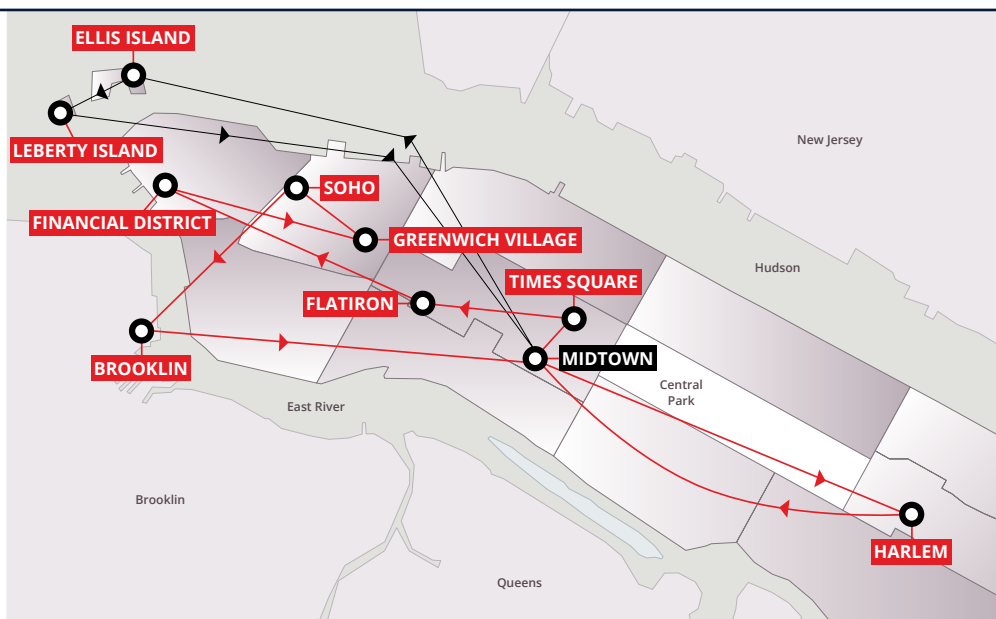 ELLIS ISLAND
New Jersey
LEBERTY ISLAND
SOHO
FINANCIAL DISTRICT
GREENWICH VILLAGE
Hudson
TIMES SQUARE
FLATIRON
MIDTOWN
BROOKLIN
Central
Park
East River
Brooklin
HARLEM
Queens